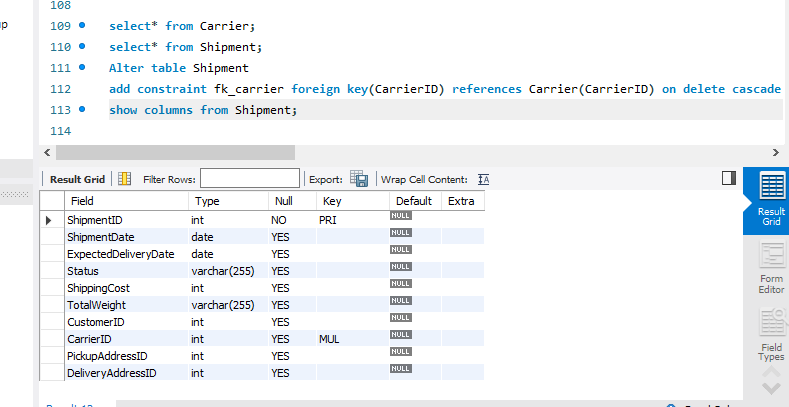 up
108
109 select* from Carrier;
110 select* from Shipment;
111 Alter table Shipment
112 add constraint fk_carrier foreign key(CarrierID) references Carrier(CarrierID) on delete cascade
113 show columns from Shipment;
114
Result Grid Filter Rows: Export: Wrap Cell Content: IA
Field Type Null Key Default Extra
ShipmentID int NO PRI NULL
ShipmentDate date YES NULL
ExpectedDeliveryDate date YES NULL
Status varchar(255) YES NULL
ShippingCost int YES NULL
TotalWeight varchar(255) YES NULL
CustomerID int YES NULL
CarrierID int YES MUL NULL
PickupAddressID int YES NULL
DeliveryAddressID int YES NULL
Result
Grid
Form
Editor
Field
Types